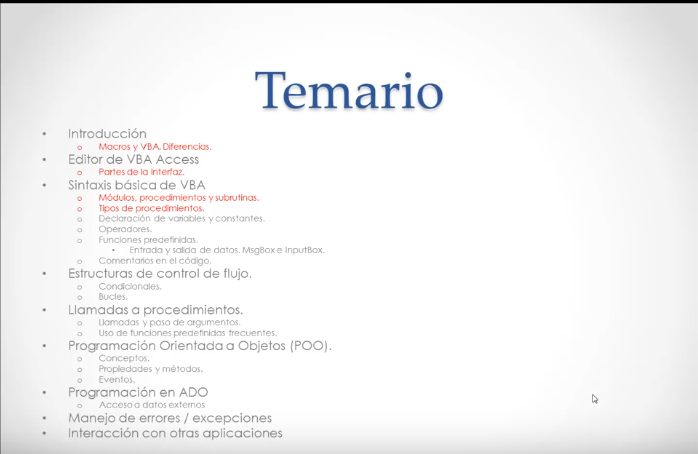 Temario
• Introducción
o Macros y VBA. Diferencias.
• Editor de VBA Access
o Partes de la interfaz.
• Sintaxis básica de VBA
o Módulos, procedimientos y subrutinas.
o Tipos de procedimientos.
o Declaración de variables y constantes.
o Operadores.
o Funciones predefinidas.
• Entrada y salida de datos. MsgBox e InputBox.
o Comentarios en el código.
• Estructuras de control de flujo.
o Condicionales.
o Bucles.
• Llamadas a procedimientos.
o Llamadas y paso de argumentos.
o Uso de funciones predefinidas frecuentes.
• Programación Orientada a Objetos (POO).
o Conceptos.
o Propiedades y métodos.
o Eventos.
• Programación en ADO
o Acceso a datos externos
• Manejo de errores / excepciones
• Interacción con otras aplicaciones